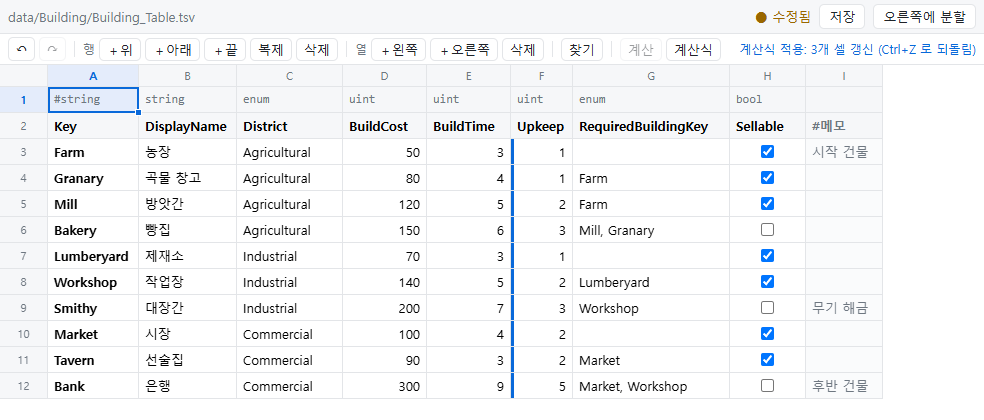 data/Building/Building_Table.tsv 수정됨 저장 오른쪽에 분할
행 + 위 + 아래 + 끝 복제 삭제 열 + 왼쪽 + 오른쪽 삭제 찾기 계산 계산식 계산식 적용: 3개 셀 갱신 (Ctrl+Z 로 되돌림)
A B C D E F G H I
1 #string string enum uint uint uint enum bool
2 Key DisplayName District BuildCost BuildTime Upkeep RequiredBuildingKey Sellable #메모
3 Farm 농장 Agricultural 50 3 1 시작 건물
4 Granary 곡물 창고 Agricultural 80 4 1 Farm
5 Mill 방앗간 Agricultural 120 5 2 Farm
6 Bakery 빵집 Agricultural 150 6 3 Mill, Granary
7 Lumberyard 제재소 Industrial 70 3 1
8 Workshop 작업장 Industrial 140 5 2 Lumberyard
9 Smithy 대장간 Industrial 200 7 3 Workshop 무기 해금
10 Market 시장 Commercial 100 4 2
11 Tavern 선술집 Commercial 90 3 2 Market
12 Bank 은행 Commercial 300 9 5 Market, Workshop 후반 건물